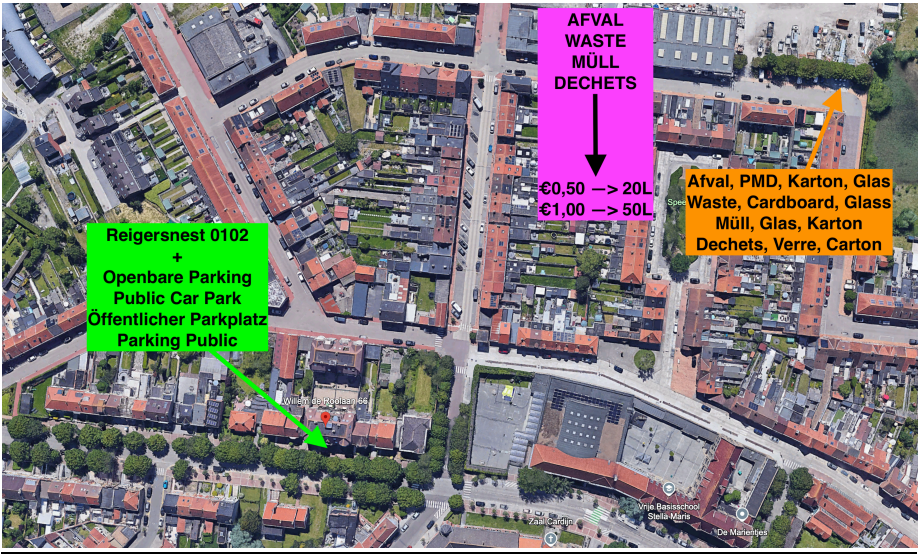 AFVAL
WASTE
MÜLL
DECHETS
€0,50 —> 20L
€1,00 —> 50L
Afval, PMD, Karton, Glas
Waste, Cardboard, Glass
Müll, Glas, Karton
Dechets, Verre, Carton
Reigersnest 0102
+
Openbare Parking
Public Car Park
Öffentlicher Parkplatz
Parking Public
Willem de Roolaan 66
Vrije Basisschool
Stella Maris
Zaal Cardijn
De Marientjes